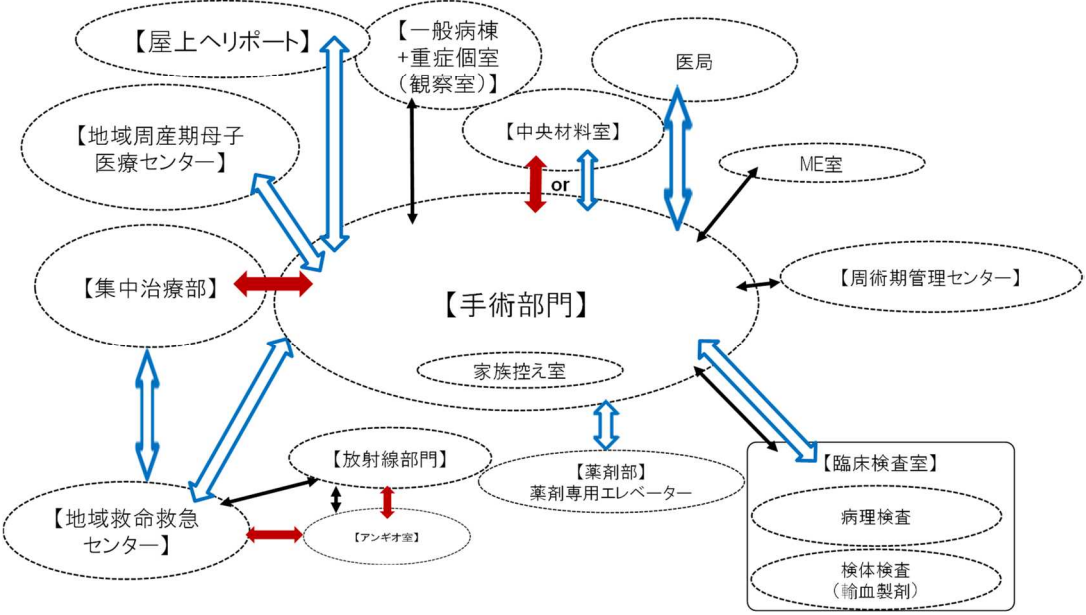 【屋上ヘリポート】
【一般病棟
+重症個室
（観察室）】
医局
【地域周産期母子
医療センター】
【中央材料室】
ME室
or
【集中治療部】
【周術期管理センター】
【手術部門】
家族控え室
【放射線部門】
【薬剤部】
薬剤専用エレベーター
【臨床検査室】
病理検査
【地域救命救急
センター】
【アンギオ室】
検体検査
（輸血製剤）